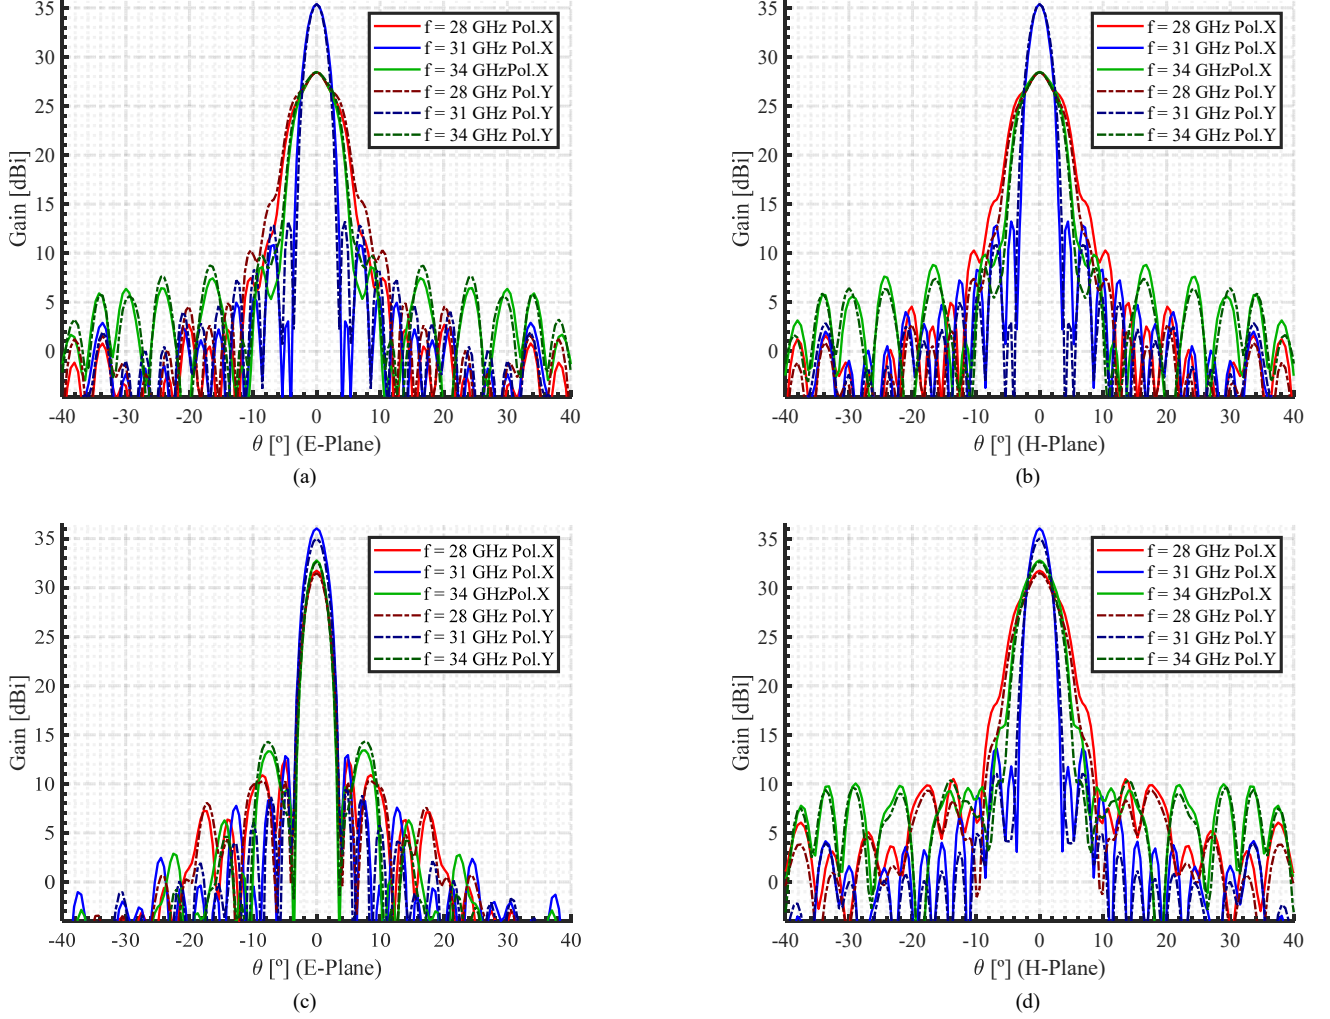 35
30
25
20
15
10
5
0
Gain [dBi]
f = 28 GHz Pol.X
f = 31 GHz Pol.X
f = 34 GHzPol.X
f = 28 GHz Pol.Y
f = 31 GHz Pol.Y
f = 34 GHz Pol.Y
-40 -30 -20 -10 0 10 20 30 40
θ [º] (E-Plane)
(a)
35
30
25
20
15
10
5
0
Gain [dBi]
f = 28 GHz Pol.X
f = 31 GHz Pol.X
f = 34 GHzPol.X
f = 28 GHz Pol.Y
f = 31 GHz Pol.Y
f = 34 GHz Pol.Y
-40 -30 -20 -10 0 10 20 30 40
θ [º] (H-Plane)
(b)
35
30
25
20
15
10
5
0
Gain [dBi]
f = 28 GHz Pol.X
f = 31 GHz Pol.X
f = 34 GHzPol.X
f = 28 GHz Pol.Y
f = 31 GHz Pol.Y
f = 34 GHz Pol.Y
-40 -30 -20 -10 0 10 20 30 40
θ [º] (E-Plane)
(c)
35
30
25
20
15
10
5
0
Gain [dBi]
f = 28 GHz Pol.X
f = 31 GHz Pol.X
f = 34 GHzPol.X
f = 28 GHz Pol.Y
f = 31 GHz Pol.Y
f = 34 GHz Pol.Y
-40 -30 -20 -10 0 10 20 30 40
θ [º] (H-Plane)
(d)